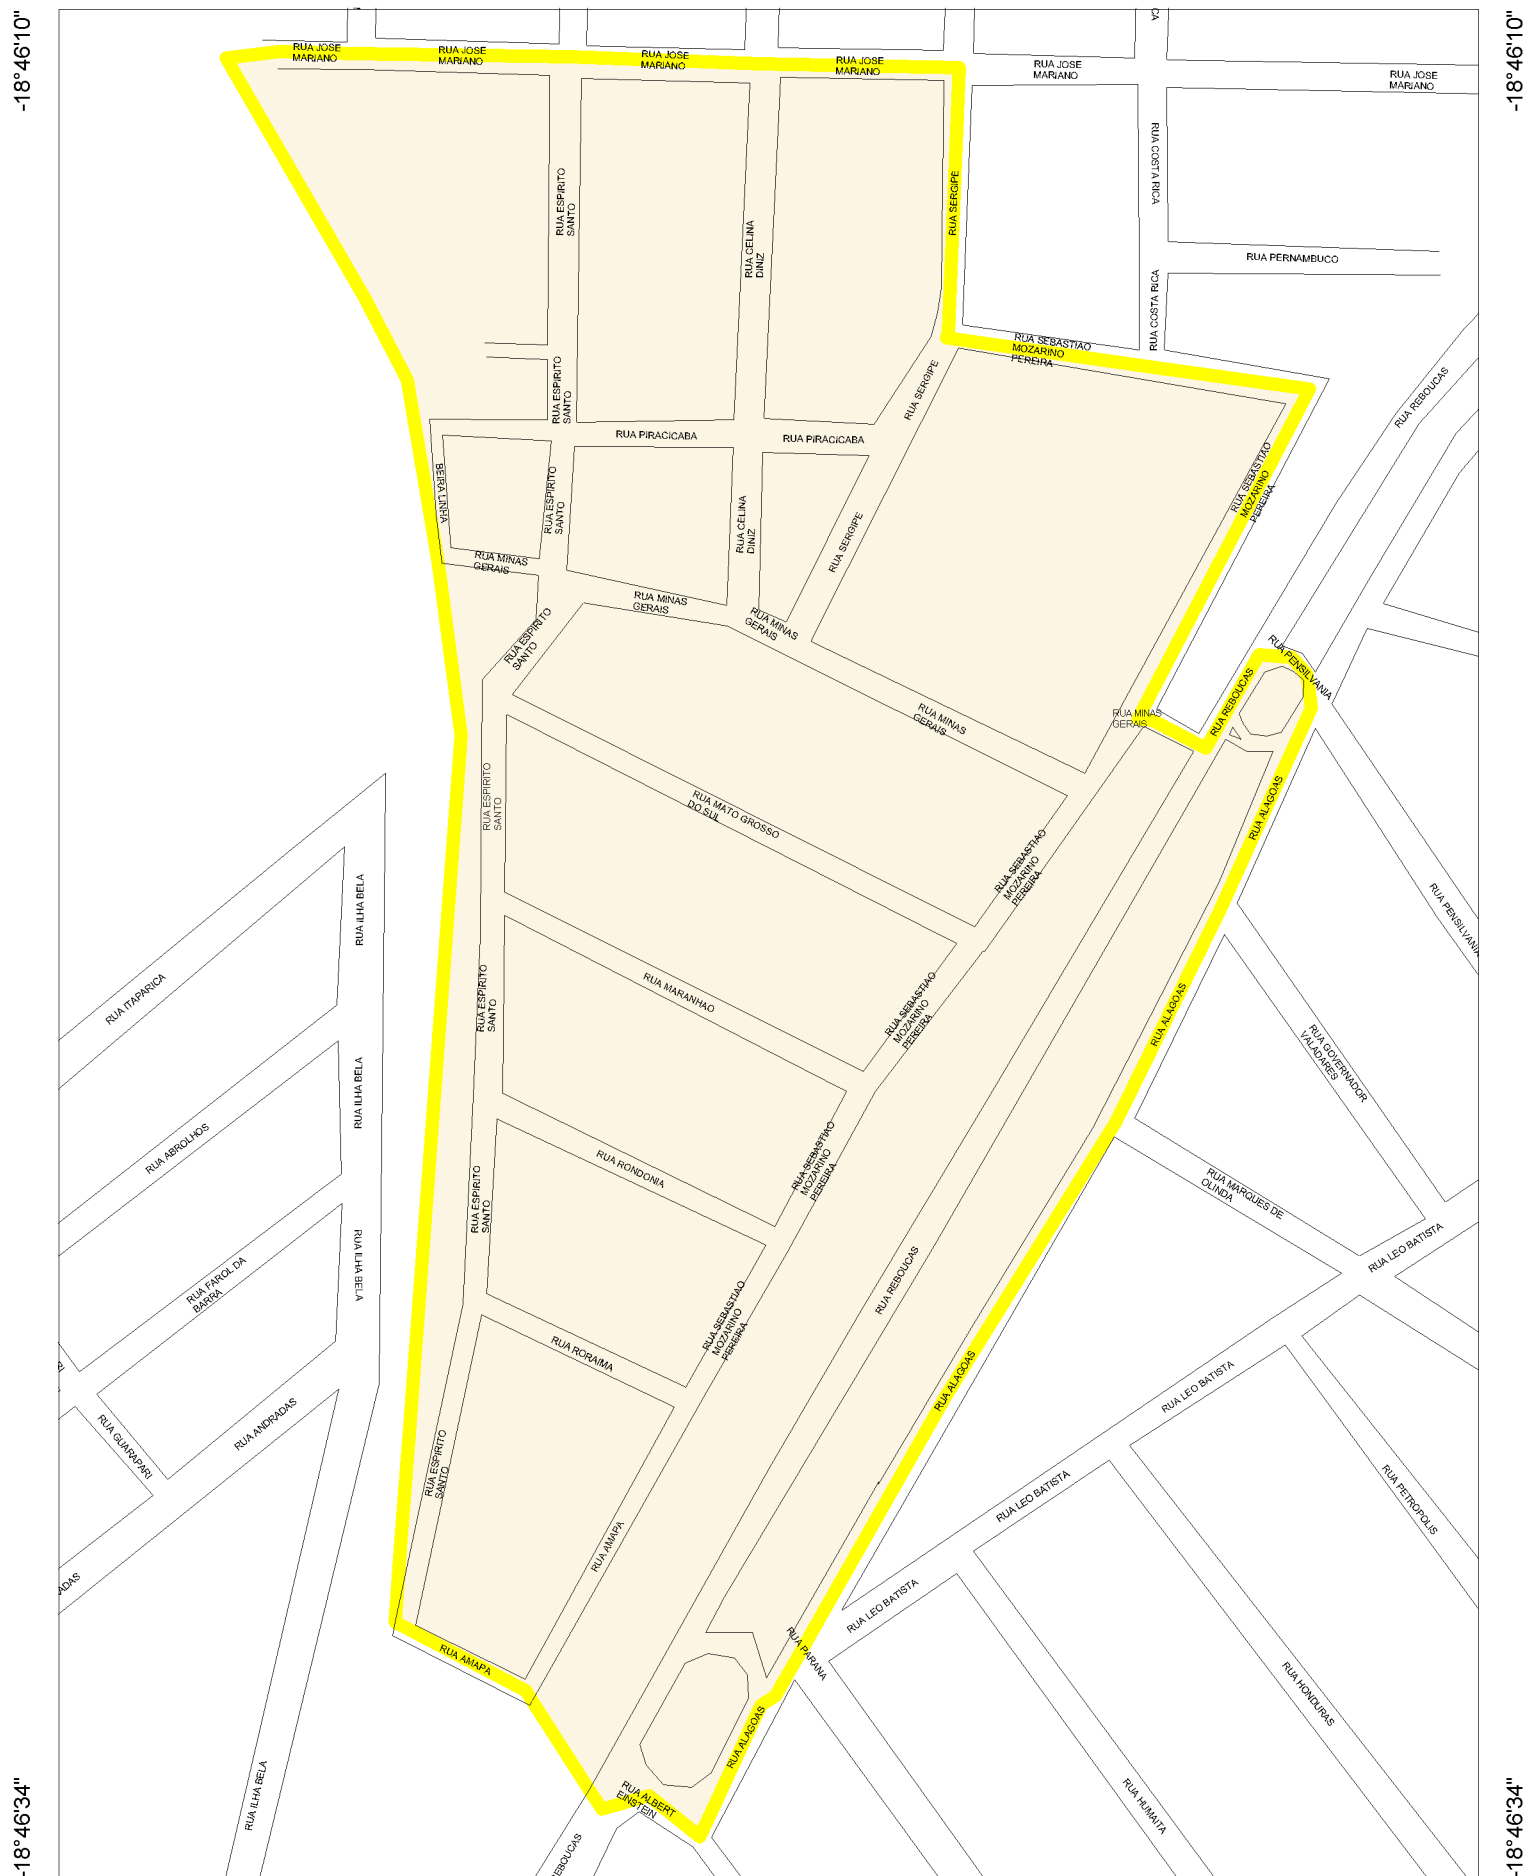 -18°46'10"
-18°46'10"
CA
RUA JOSE
MARIANO
RUA JOSE
MARIANO
RUA JOSE
MARIANO
RUA JOSE
MARIANO
RUA JOSE
MARIANO
RUA JOSE
MARIANO
RUA ESPIRITO
SANTO
RUA CELINA
DINIZ
RUA SERGIPE
RUA COSTA RICA
RUA PERNAMBUCO
RUA COSTA RICA
RUA SEBASTIAO
MOZARINO
PEREIRA
RUA ESPIRITO
SANTO
RUA SERGIPE
RUA REBOUCAS
RUA PIRACICABA
RUA PIRACICABA
BEIRA LINHA
RUA ESPIRITO
SANTO
RUA CELINA
DINIZ
RUA SERGIPE
RUA SEBASTIAO
MOZARINO
PEREIRA
RUA MINAS
GERAIS
RUA MINAS
GERAIS
RUA MINAS
GERAIS
RUA ESPIRITO
SANTO
RUA PENSILVANIA
RUA REBOUCAS
RUA MINAS
GERAIS
RUA MINAS
GERAIS
RUA ESPIRITO
SANTO
RUA MATO GROSSO
DO SUL
RUA ALAGOAS
RUA SEBASTIAO
MOZARINO
PEREIRA
RUA ILHA BELA
RUA PENSILVANIA
RUA ITAPARICA
RUA ESPIRITO
SANTO
RUA MARANHAO
RUA SEBASTIAO
MOZARINO
PEREIRA
RUA ALAGOAS
RUA GOVERNADOR
VALADARES
RUA ILHA BELA
RUA ABROLHOS
RUA ESPIRITO
SANTO
RUA RONDONIA
RUA SEBASTIAO
MOZARINO
PEREIRA
RUA MARQUES DE
OLINDA
RUA LEO BATISTA
RUA ILHA BELA
RUA FAROL DA
BARRA
RUA REBOUCAS
RUA SEBASTIAO
MOZARINO
PEREIRA
RUA RORAIMA
RUA ALAGOAS
RUA LEO BATISTA
RUA GUARAPARI
RUA ANDRADAS
RUA ESPIRITO
SANTO
RUA LEO BATISTA
RUA PETROPOLIS
RUA AMAPA
ADAS
RUA LEO BATISTA
RUA AMAPA
RUA PARANA
RUA HONDURAS
RUA ALAGOAS
RUA ALBERT
EINSTEIN
RUA HUMAITA
RUA ILHA BELA
EBOUCAS
-18°46'34"
-18°46'34"